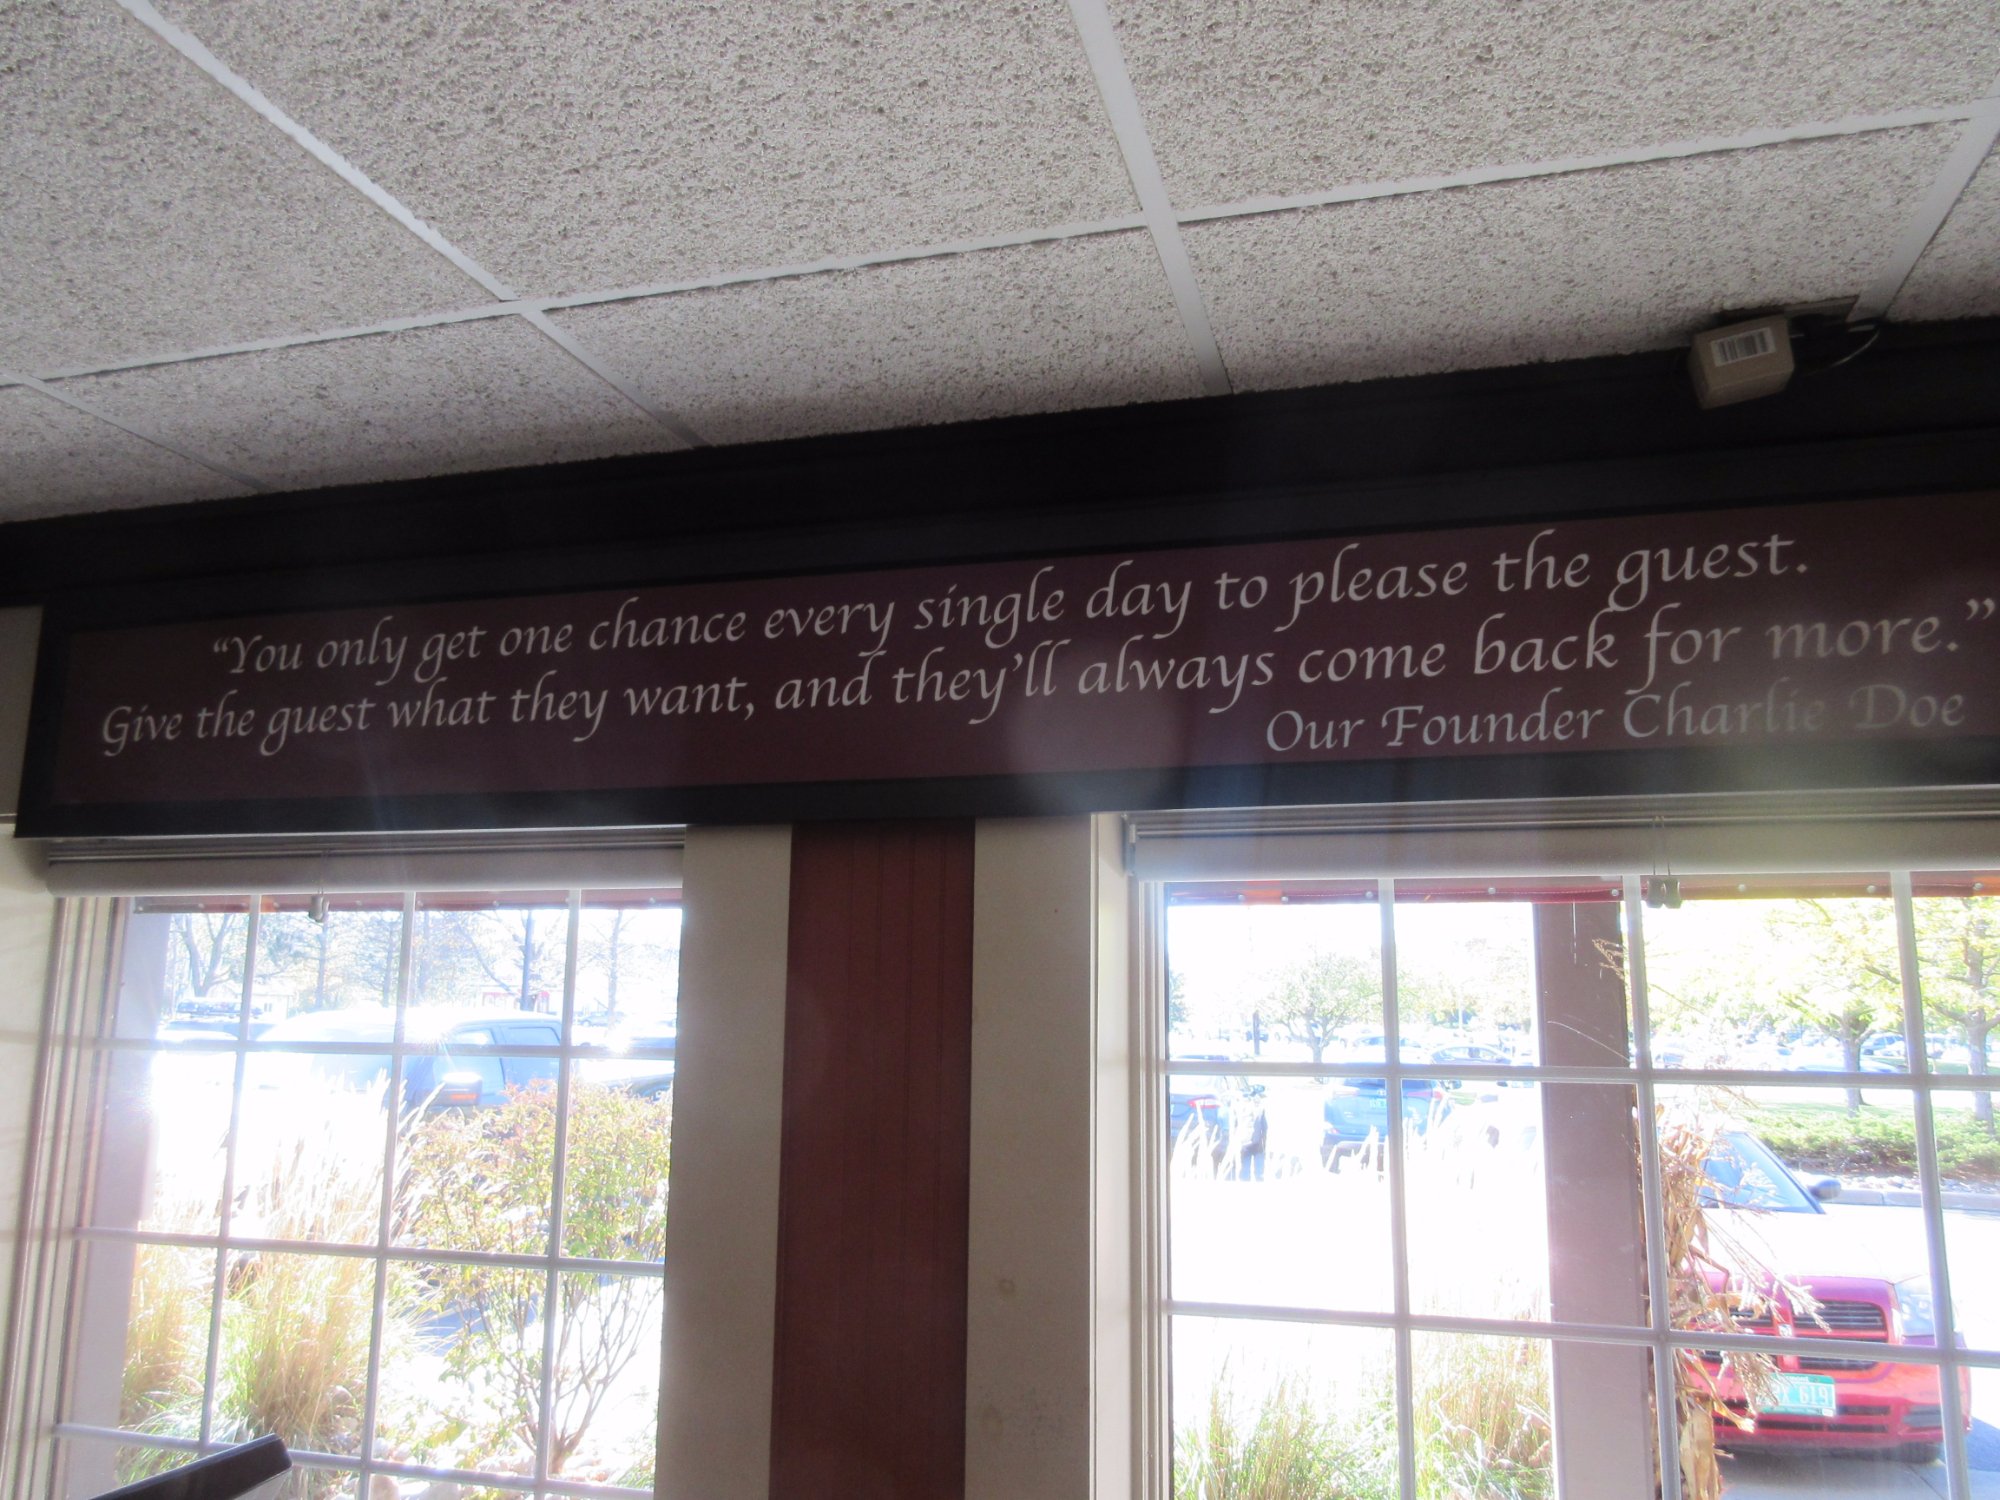 “You only get one chance every single day to please the guest.
Give the guest what they want, and they’ll always come back for more.”
Our Founder Charlie Doe
619